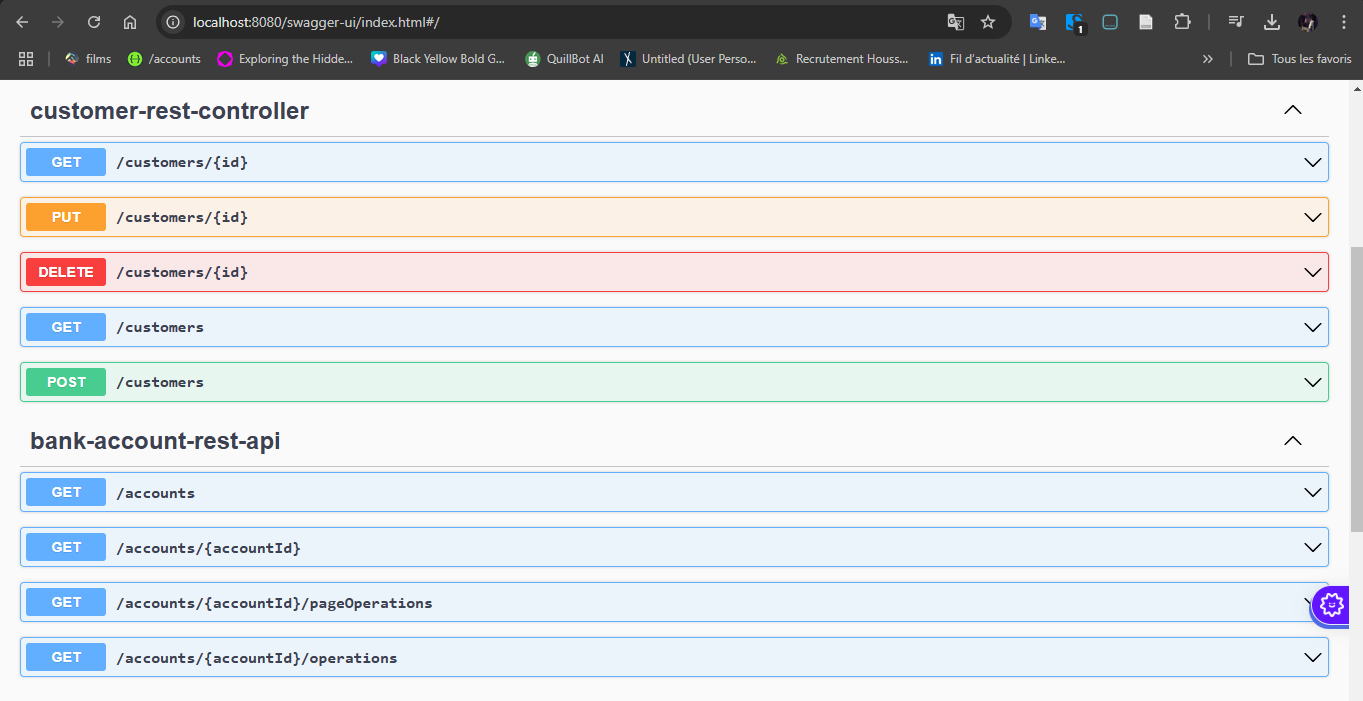 localhost:8080/swagger-ui/index.html#/
1
films /accounts Exploring the Hidde... Black Yellow Bold G... QuillBot AI Untitled (User Perso... Recrutement Houss... Fil d'actualité | Linke... » Tous les favoris
customer-rest-controller
GET /customers/{id}
PUT /customers/{id}
DELETE /customers/{id}
GET /customers
POST /customers
bank-account-rest-api
GET /accounts
GET /accounts/{accountId}
GET /accounts/{accountId}/pageOperations
GET /accounts/{accountId}/operations